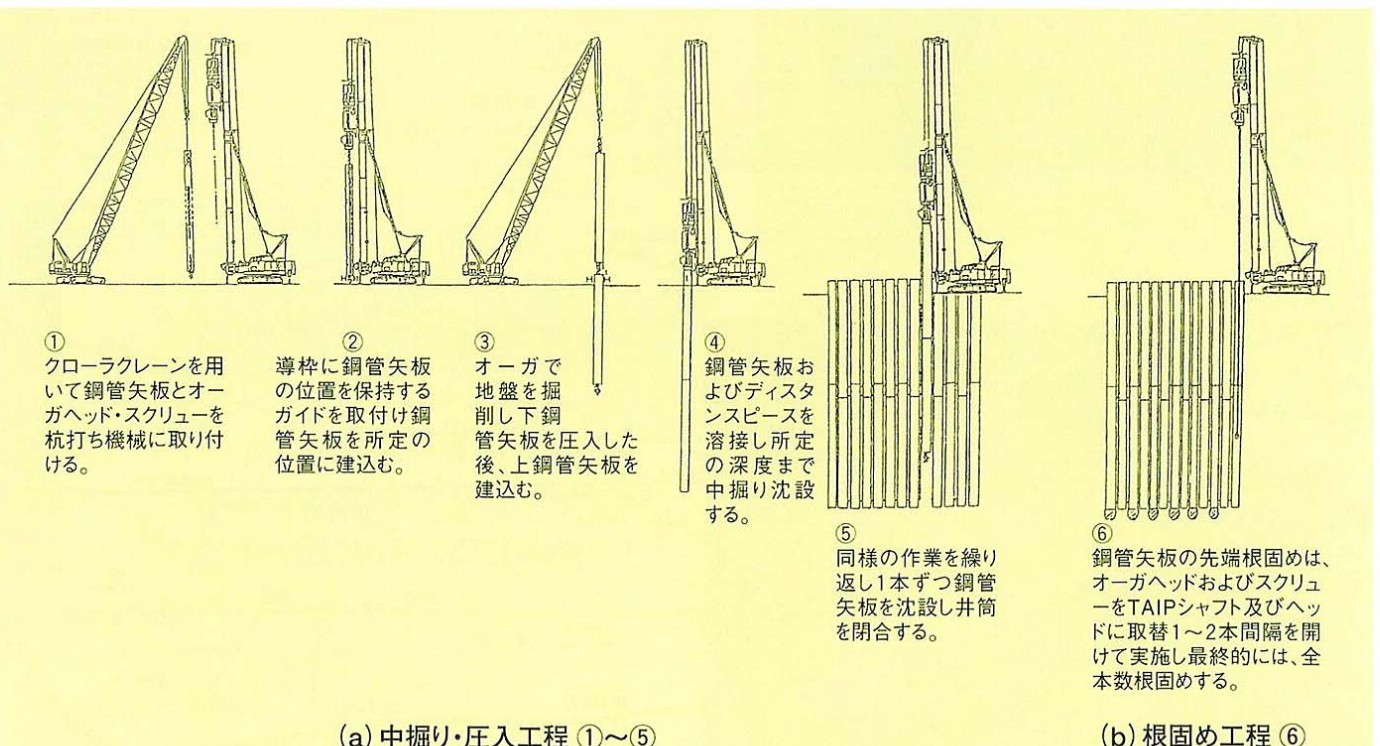 ①
クローラクレーンを用
いて鋼管矢板とオー
ガヘッド・スクリューを
杭打ち機械に取り付
ける。
②
導枠に鋼管矢板
の位置を保持する
ガイドを取付け鋼
管矢板を所定の
位置に建込む。
③
オーガで
地盤を掘
削し下鋼
管矢板を圧入した
後、上鋼管矢板を
建込む。
④
鋼管矢板お
よびディスタ
ンスピースを
溶接し所定
の深度まで
中掘り沈設
する。
⑤
同様の作業を繰り
返し1本ずつ鋼管
矢板を沈設し井筒
を閉合する。
⑥
鋼管矢板の先端根固めは、
オーガヘッドおよびスクリュ
ーをTAIPシャフト及びヘッ
ドに取替1〜2本間隔を開
けて実施し最終的には、全
本数根固めする。
(a) 中掘り・圧入工程 ①〜⑤
(b) 根固め工程 ⑥